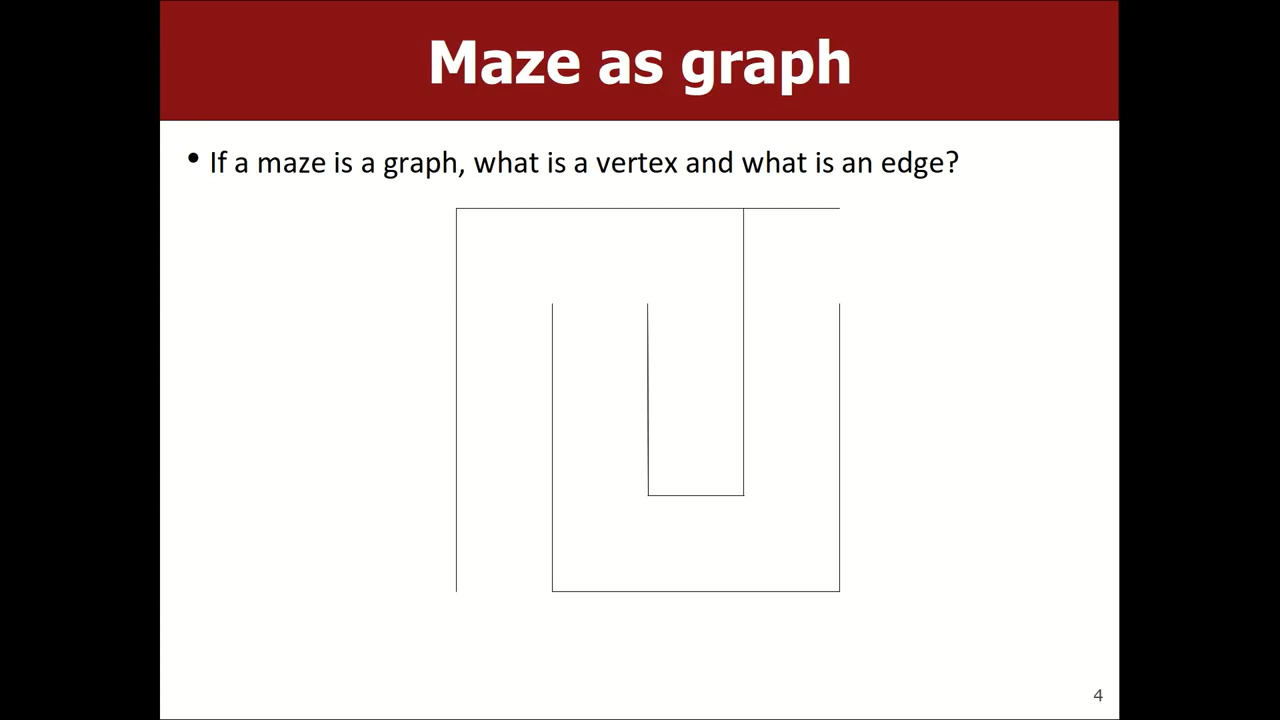 Maze as graph
• If a maze is a graph, what is a vertex and what is an edge?
4